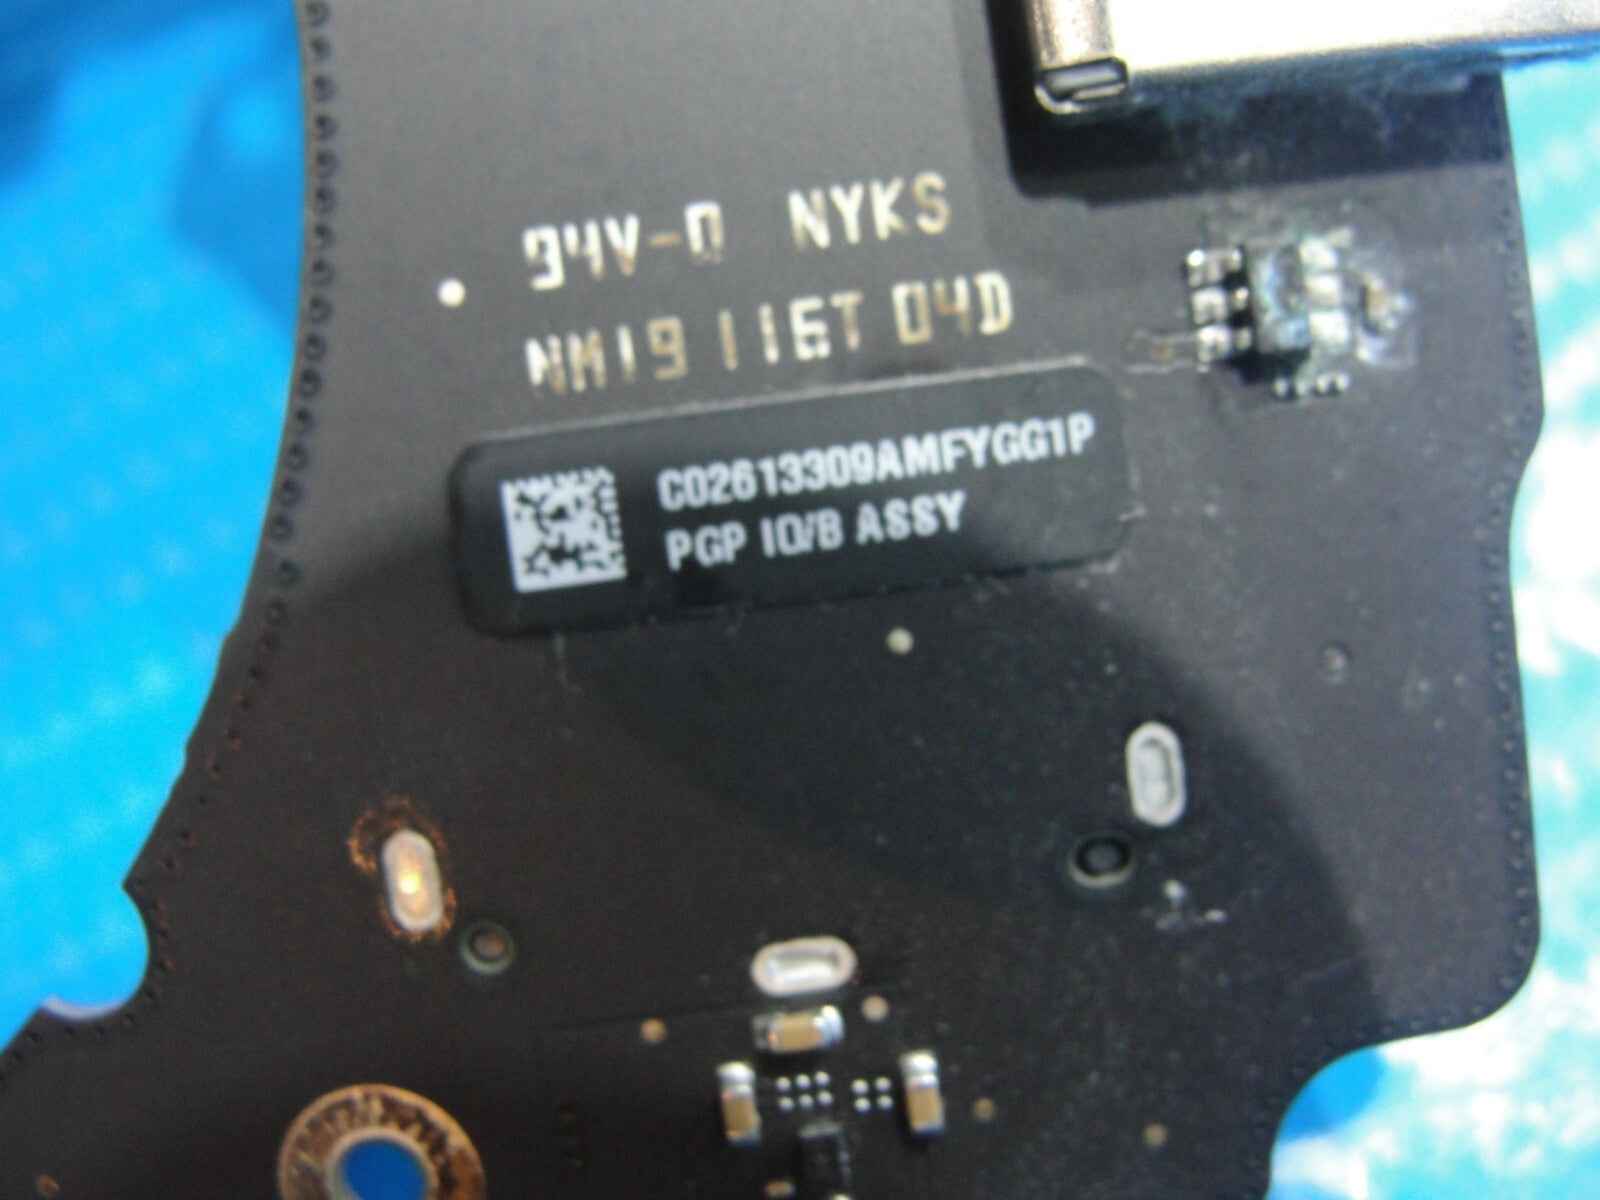 94V-0 NYKS
NM19 116T 04D
C02613309AMFYGG1P
PGP IO/B ASSY